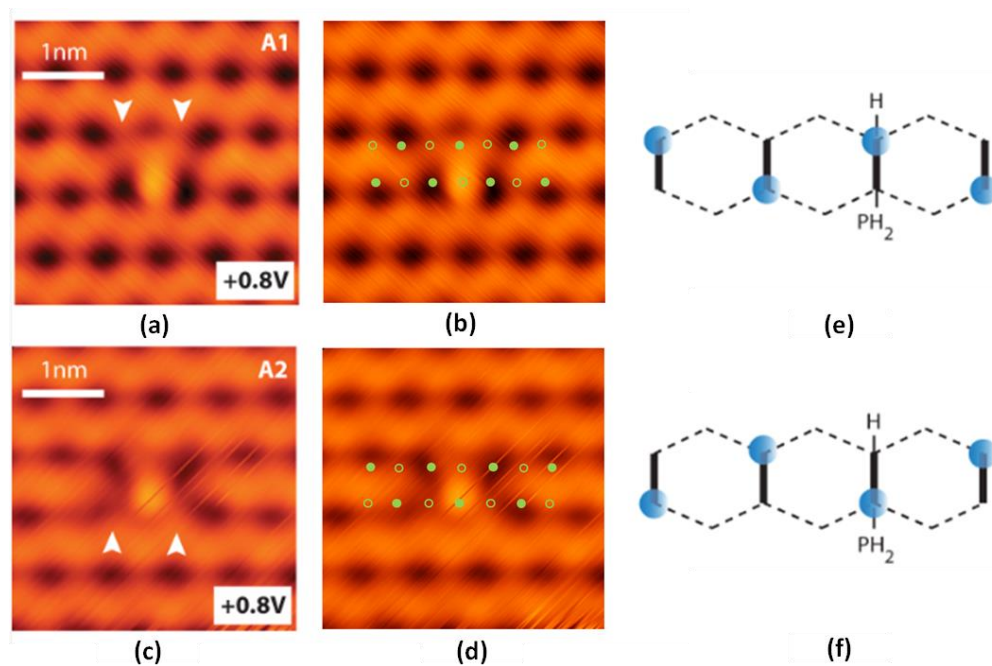 A1
1nm
+0.8V
(a)
(b)
H
PH2
(e)
A2
1nm
+0.8V
(c)
(d)
H
PH2
(f)